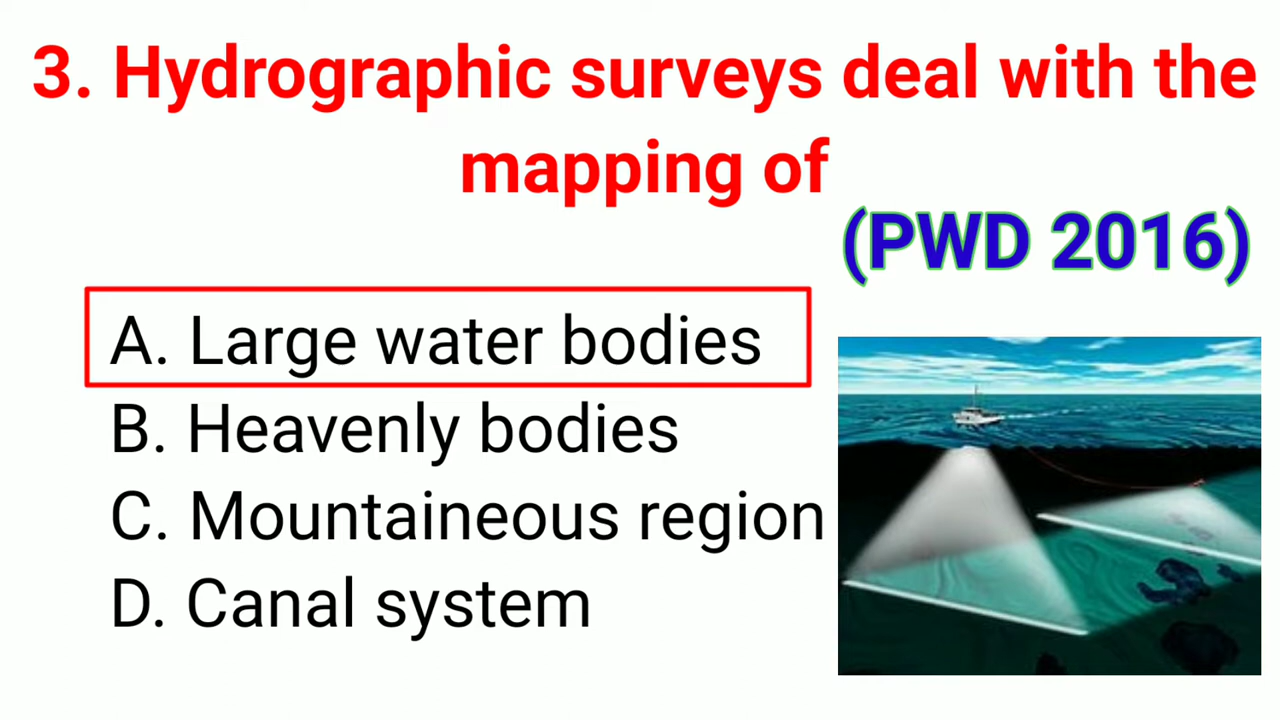 3. Hydrographic surveys deal with the
mapping of
(PWD 2016)
A. Large water bodies
B. Heavenly bodies
C. Mountaineous region
D. Canal system